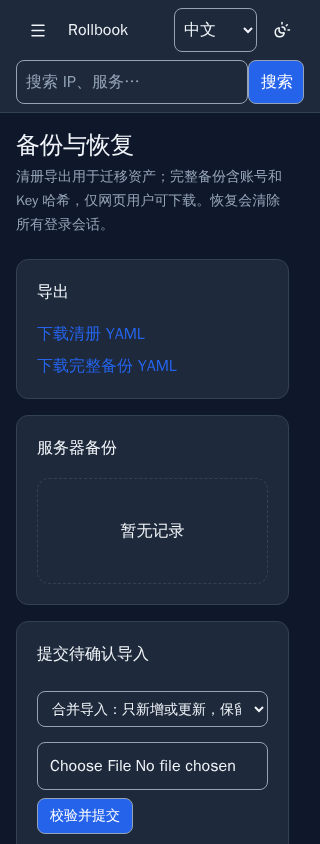 Rollbook
中文
搜索 IP、服务…
搜索
备份与恢复
清册导出用于迁移资产；完整备份含账号和
Key 哈希，仅网页用户可下载。恢复会清除
所有登录会话。
导出
下载清册 YAML
下载完整备份 YAML
服务器备份
暂无记录
提交待确认导入
合并导入：只新增或更新，保留
Choose File No file chosen
校验并提交